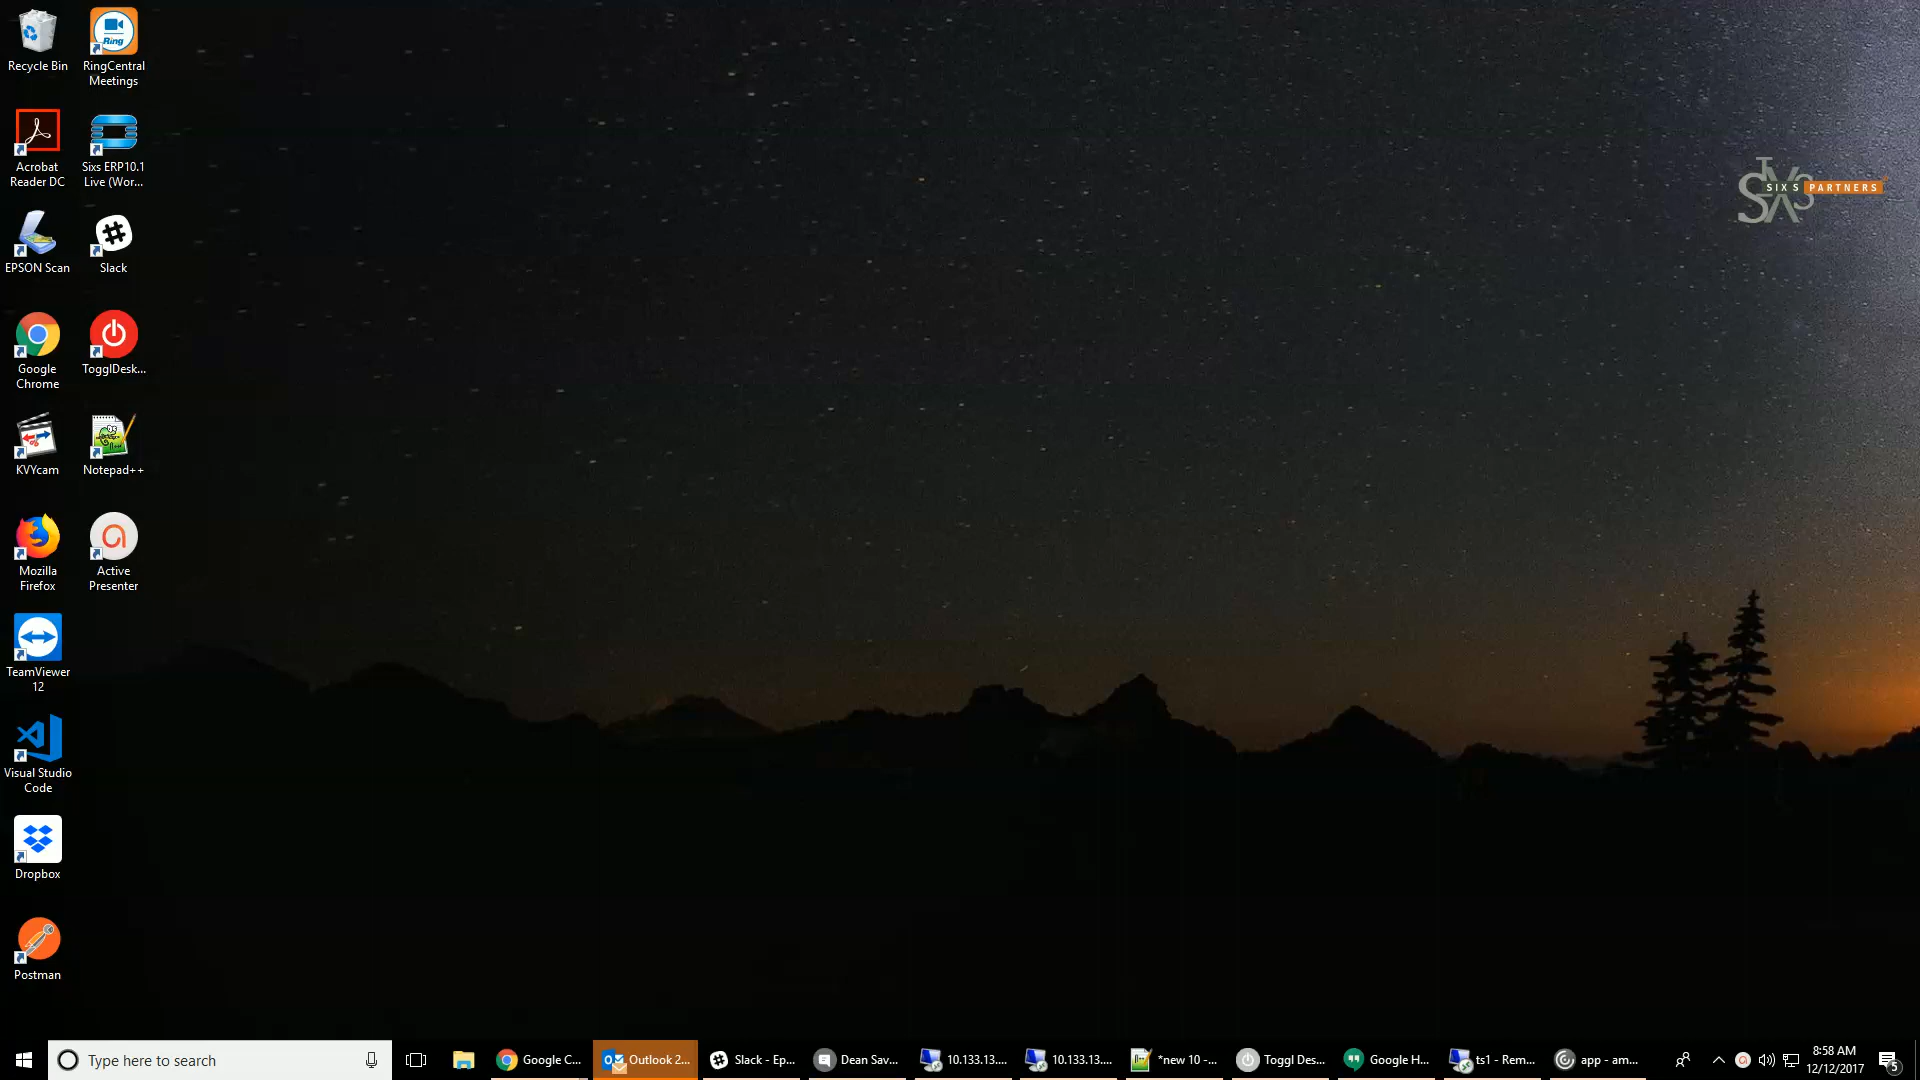 Recycle Bin
Ring
RingCentral
Meetings
Acrobat
Reader DC
Sixs ERP10.1
Live (Wor...
EPSON Scan
Slack
Google
Chrome
TogglDesk...
KVYcam
Notepad++
Mozilla
Firefox
Active
Presenter
TeamViewer
12
Visual Studio
Code
Dropbox
Postman
SIX S PARTNERS
Type here to search
Google C...
Outlook 2...
Slack - Ep...
Dean Sav...
10.133.13....
10.133.13....
*new 10 -...
Toggl Des...
Google H...
ts1 - Rem...
app - am...
8:58 AM
12/12/2017
5